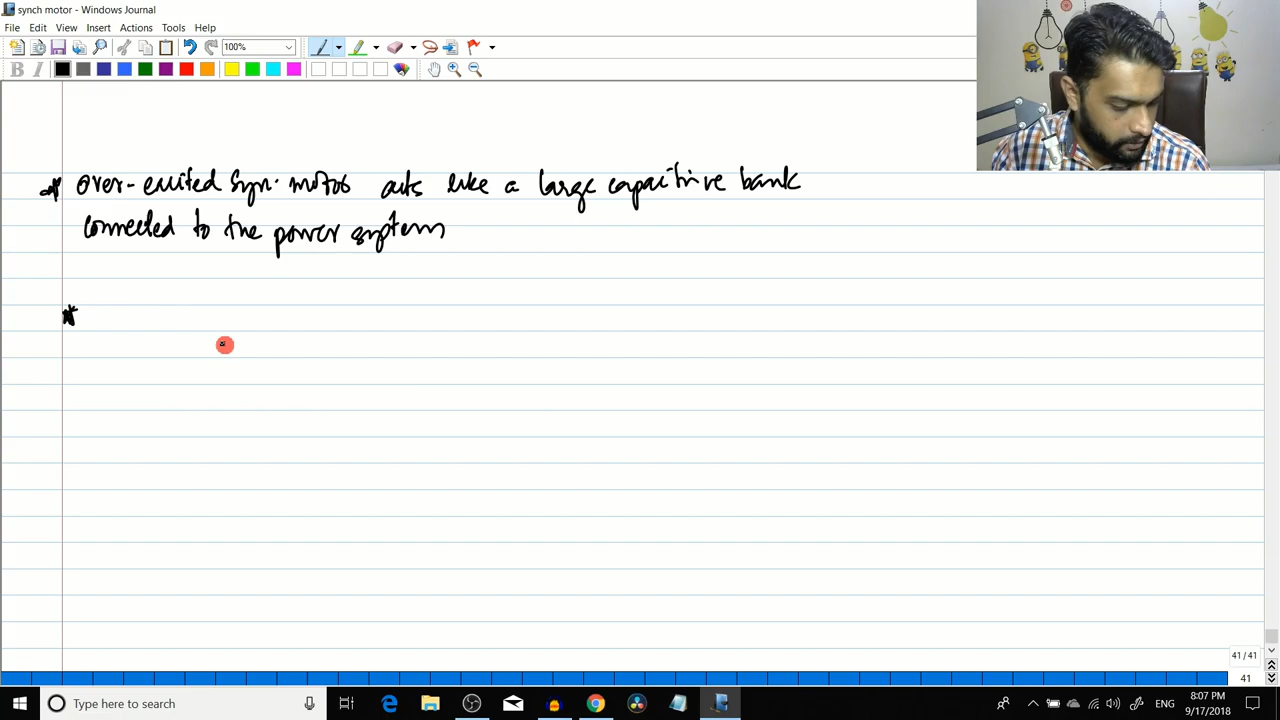 synch motor - Windows Journal
File Edit View Insert Actions Tools Help
100%
B I
* Over-excited Syn. motor acts like a large capacitive bank
connected to the power system
*
41 / 41
41
Type here to search
ENG
8:07 PM
9/17/2018